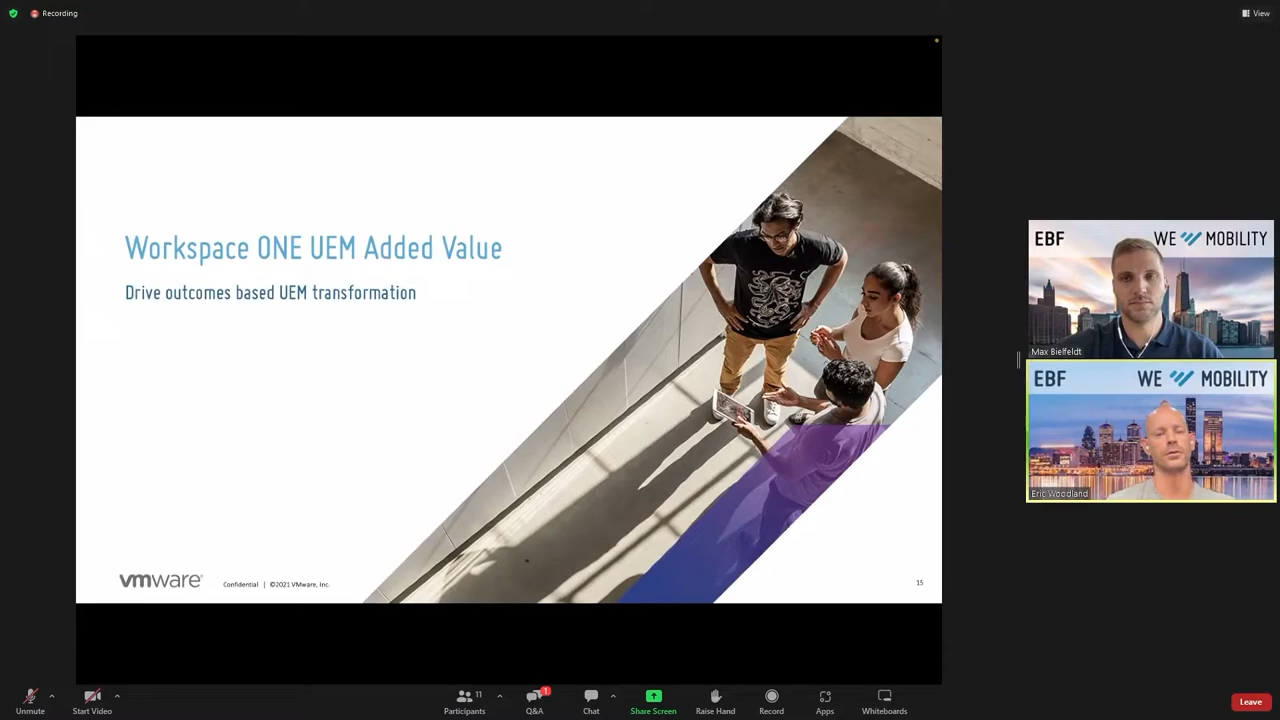 Recording
View
Workspace ONE UEM Added Value
Drive outcomes based UEM transformation
vmware®
Confidential | ©2021 VMware, Inc.
15
EBF
WE MOBILITY
Max Bielfeldt
EBF
WE MOBILITY
Eric Woodland
Unmute
Start Video
Participants
11
Q&A
1
Chat
Share Screen
Raise Hand
Record
Apps
Whiteboards
Leave